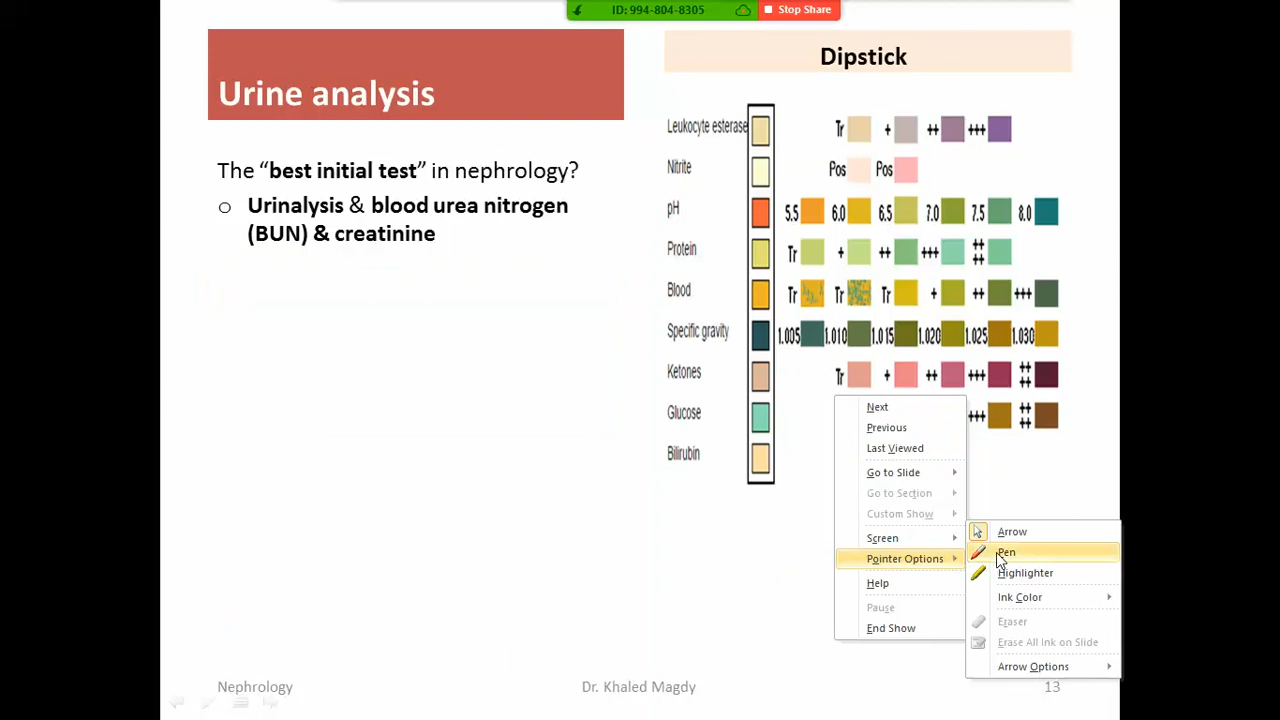 ID: 994-804-8305
Stop Share
Urine analysis
The “best initial test” in nephrology?
o Urinalysis & blood urea nitrogen
(BUN) & creatinine
Dipstick
Leukocyte esterase Tr + ++ +++
Nitrite Pos Pos
pH 5.5 6.0 6.5 7.0 7.5 8.0
Protein Tr + ++ +++ ++++
Blood Tr Tr Tr + ++ +++
Specific gravity 1.005 1.010 1.015 1.020 1.025 1.030
Ketones Tr + ++ +++ ++++
Glucose +++ ++++
Bilirubin
Next
Previous
Last Viewed
Go to Slide
Go to Section
Custom Show
Screen
Pointer Options
Help
Pause
End Show
Arrow
Pen
Highlighter
Ink Color
Eraser
Erase All Ink on Slide
Arrow Options
Nephrology
Dr. Khaled Magdy
13